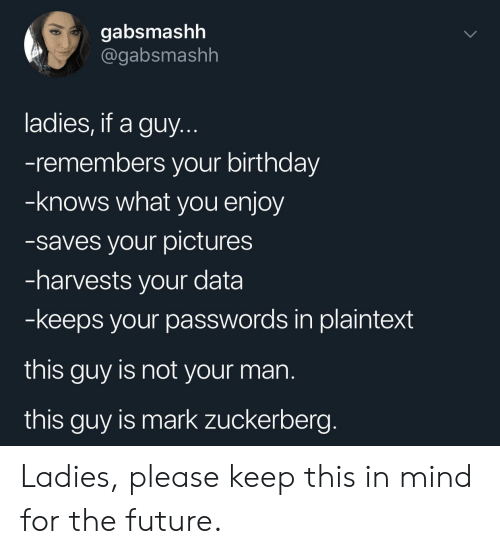 gabsmashh
@gabsmashh
ladies, if a guy...
-remembers your birthday
-knows what you enjoy
-saves your pictures
-harvests your data
-keeps your passwords in plaintext
this guy is not your man.
this guy is mark zuckerberg.
Ladies, please keep this in mind
for the future.